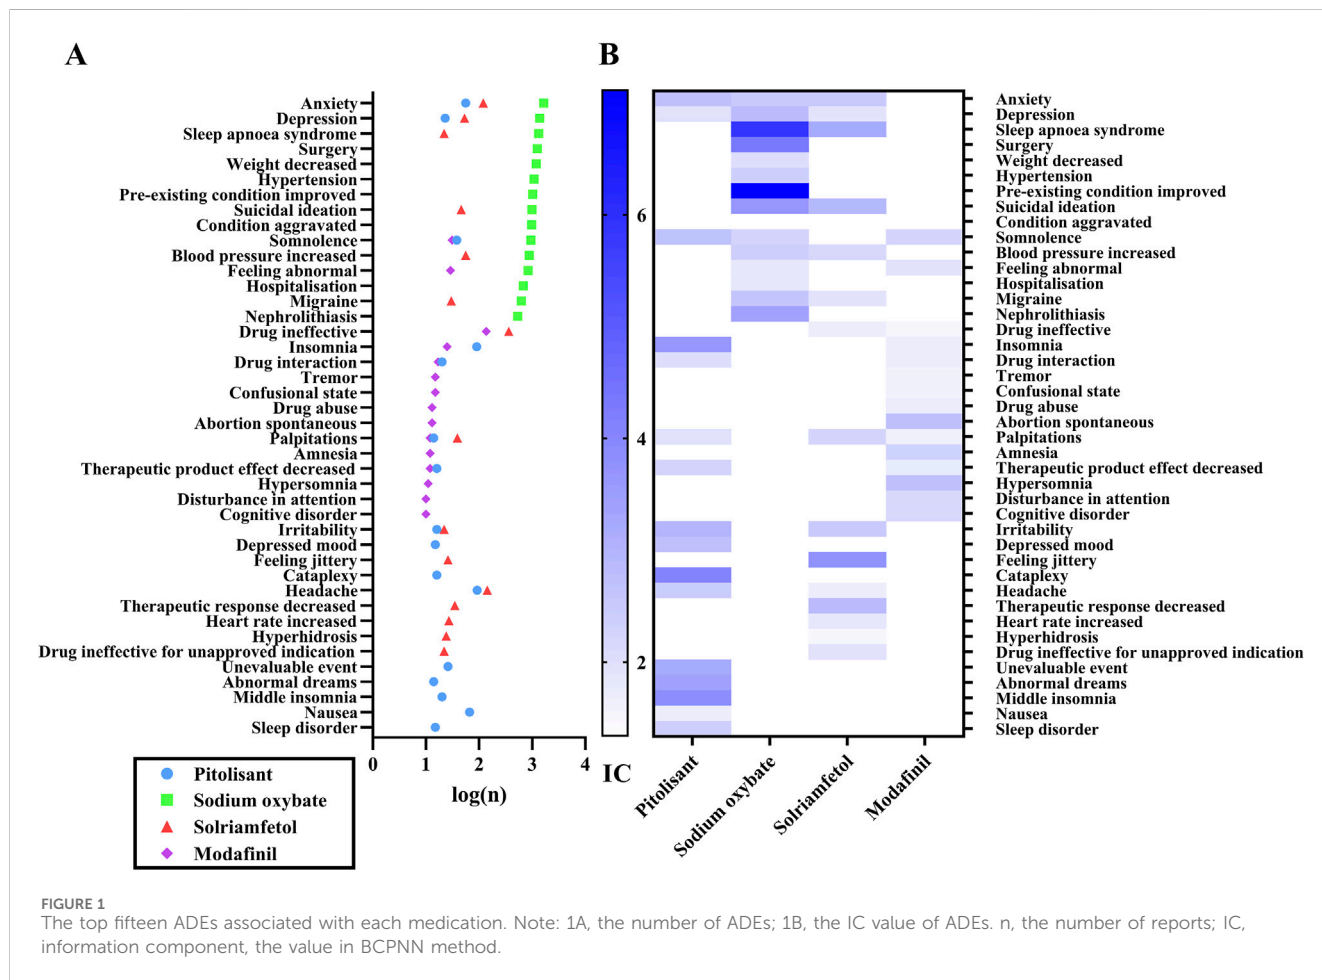 A
B
Anxiety
Depression
Sleep apnoea syndrome
Surgery
Weight decreased
Hypertension
Pre-existing condition improved
Suicidal ideation
Condition aggravated
Somnolence
Blood pressure increased
Feeling abnormal
Hospitalisation
Migraine
Nephrolithiasis
Drug ineffective
Insomnia
Drug interaction
Tremor
Confusional state
Drug abuse
Abortion spontaneous
Palpitations
Amnesia
Therapeutic product effect decreased
Hypersomnia
Disturbance in attention
Cognitive disorder
Irritability
Depressed mood
Feeling jittery
Cataplexy
Headache
Therapeutic response decreased
Heart rate increased
Hyperhidrosis
Drug ineffective for unapproved indication
Unevaluable event
Abnormal dreams
Middle insomnia
Nausea
Sleep disorder
0 1 2 3 4
log(n)
Pitolisant
Sodium oxybate
Solriamfetol
Modafinil
6
4
2
IC
Anxiety
Depression
Sleep apnoea syndrome
Surgery
Weight decreased
Hypertension
Pre-existing condition improved
Suicidal ideation
Condition aggravated
Somnolence
Blood pressure increased
Feeling abnormal
Hospitalisation
Migraine
Nephrolithiasis
Drug ineffective
Insomnia
Drug interaction
Tremor
Confusional state
Drug abuse
Abortion spontaneous
Palpitations
Amnesia
Therapeutic product effect decreased
Hypersomnia
Disturbance in attention
Cognitive disorder
Irritability
Depressed mood
Feeling jittery
Cataplexy
Headache
Therapeutic response decreased
Heart rate increased
Hyperhidrosis
Drug ineffective for unapproved indication
Unevaluable event
Abnormal dreams
Middle insomnia
Nausea
Sleep disorder
Pitolisant
Sodium oxybate
Solriamfetol
Modafinil
FIGURE 1
The top fifteen ADEs associated with each medication. Note: 1A, the number of ADEs; 1B, the IC value of ADEs. n, the number of reports; IC,
information component, the value in BCPNN method.